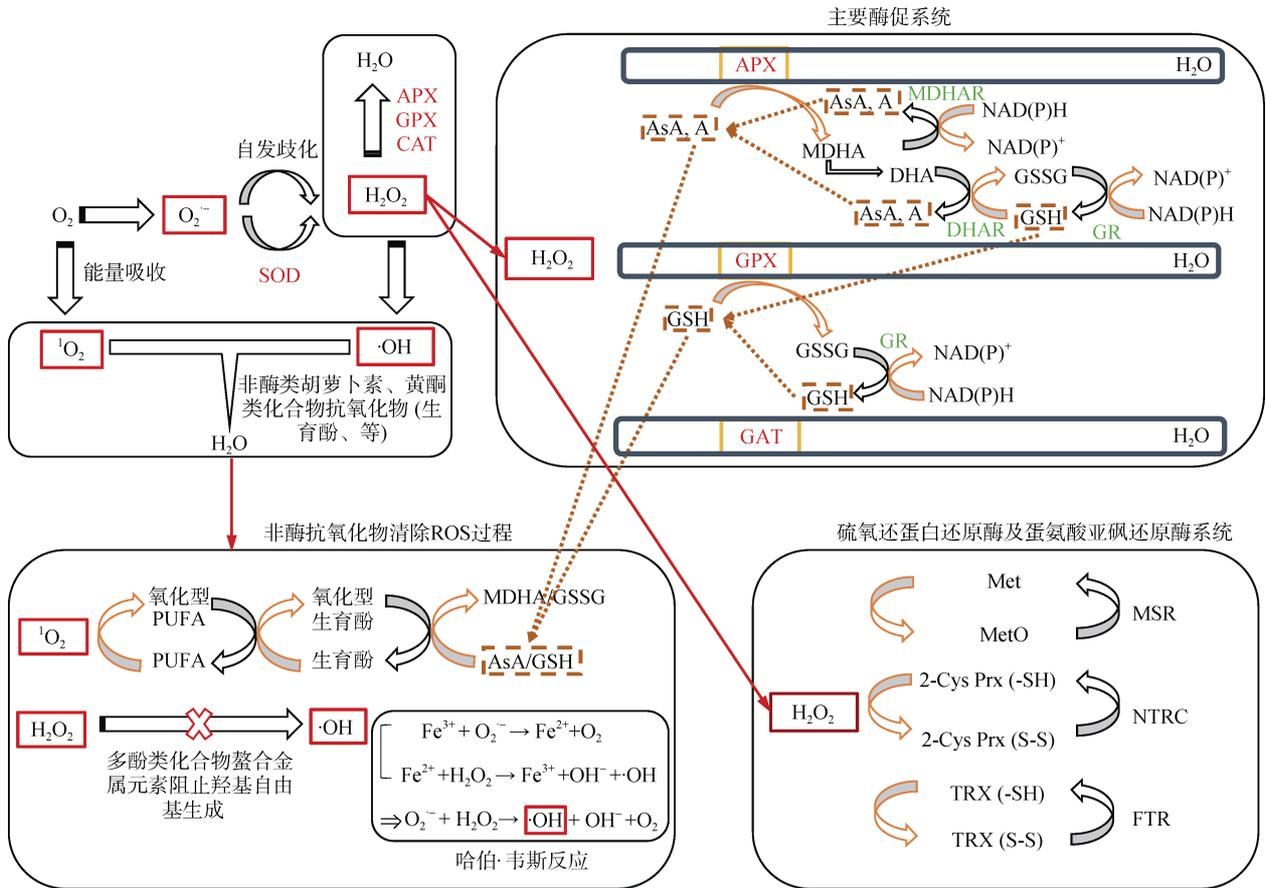 主要酶促系统
H₂O
APX
GPX
CAT
自发歧化
H₂O₂
O₂
O₂·⁻
SOD
能量吸收
¹O₂
·OH
非酶类胡萝卜素、黄酮
类化合物抗氧化物 (生
育酚、等)
H₂O
APX
H₂O
AsA, A
AsA, A
MDHAR
NAD(P)H
NAD(P)⁺
MDHA
DHA
GSSG
NAD(P)⁺
AsA, A
DHAR
GSH
GR
NAD(P)H
H₂O₂
GPX
H₂O
GSH
GSSG
GR
NAD(P)⁺
GSH
NAD(P)H
GAT
H₂O
非酶抗氧化物清除ROS过程
¹O₂
氧化型
PUFA
PUFA
氧化型
生育酚
生育酚
MDHA/GSSG
AsA/GSH
H₂O₂
·OH
多酚类化合物螯合金
属元素阻止羟基自由
基生成
Fe³⁺ + O₂·⁻ → Fe²⁺+O₂
Fe²⁺ +H₂O₂→ Fe³⁺+OH⁻+·OH
⇒O₂·⁻ + H₂O₂→ ·OH + OH⁻ +O₂
哈伯·韦斯反应
硫氧还蛋白还原酶及蛋氨酸亚砜还原酶系统
H₂O₂
Met
MetO
MSR
2-Cys Prx (-SH)
2-Cys Prx (S-S)
NTRC
TRX (-SH)
TRX (S-S)
FTR